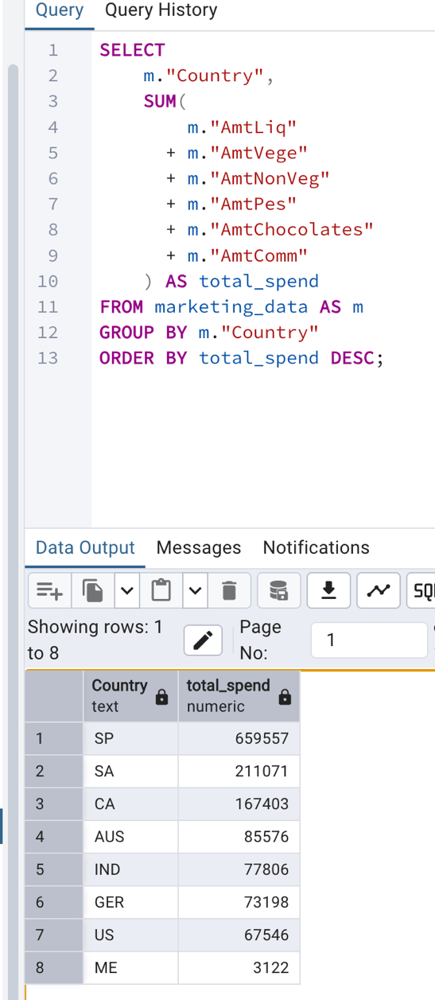 Query Query History
1 SELECT
2 m."Country",
3 SUM(
4 m."AmtLiq"
5 + m."AmtVege"
6 + m."AmtNonVeg"
7 + m."AmtPes"
8 + m."AmtChocolates"
9 + m."AmtComm"
10 ) AS total_spend
11 FROM marketing_data AS m
12 GROUP BY m."Country"
13 ORDER BY total_spend DESC;
Data Output Messages Notifications
Showing rows: 1 to 8
Page No: 1
Country text total_spend numeric
1 SP 659557
2 SA 211071
3 CA 167403
4 AUS 85576
5 IND 77806
6 GER 73198
7 US 67546
8 ME 3122